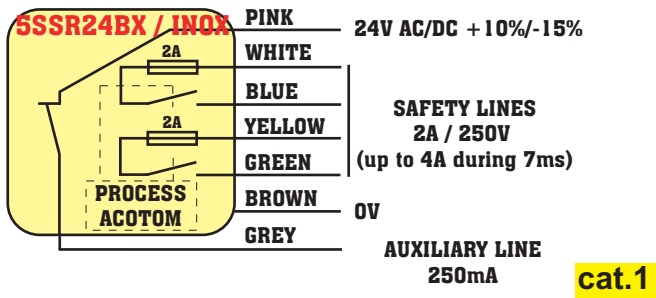 5SSR24BX / INOX
PINK
24V AC/DC +10%/-15%
2A
WHITE
BLUE
SAFETY LINES
2A / 250V
(up to 4A during 7ms)
2A
YELLOW
GREEN
PROCESS
ACOTOM
BROWN
0V
GREY
AUXILIARY LINE
250mA
cat.1